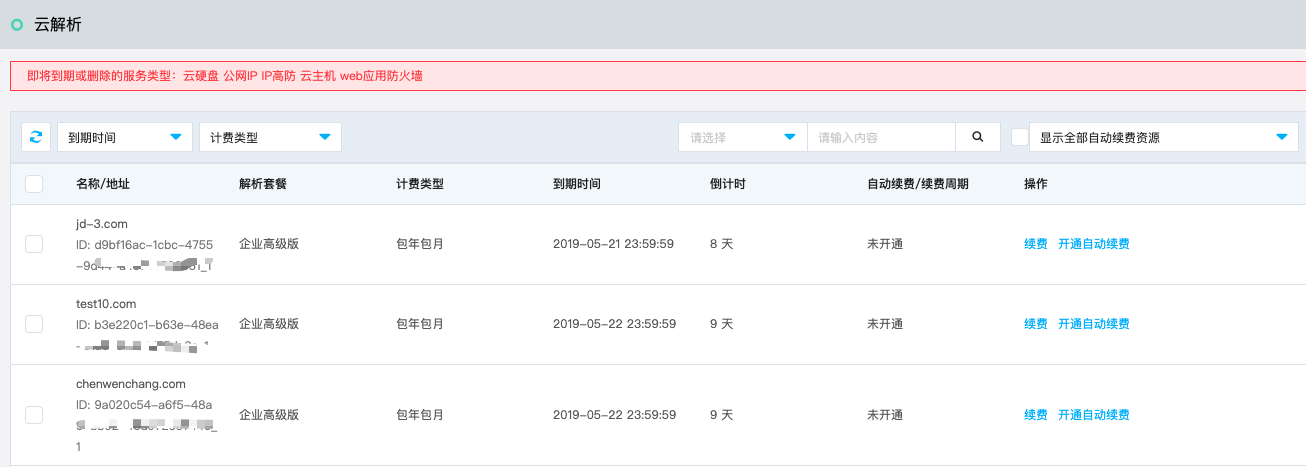 云解析
即将到期或删除的服务类型：云硬盘 公网IP IP高防 云主机 web应用防火墙
到期时间 计费类型 请选择 请输入内容 显示全部自动续费资源
名称/地址 解析套餐 计费类型 到期时间 倒计时 自动续费/续费周期 操作
jd-3.com
ID: d9bf16ac-1cbc-4755 企业高级版 包年包月 2019-05-21 23:59:59 8 天 未开通 续费 开通自动续费
test10.com
ID: b3e220c1-b63e-48ea 企业高级版 包年包月 2019-05-22 23:59:59 9 天 未开通 续费 开通自动续费
chenwenchang.com
ID: 9a020c54-a6f5-48a 企业高级版 包年包月 2019-05-22 23:59:59 9 天 未开通 续费 开通自动续费
1